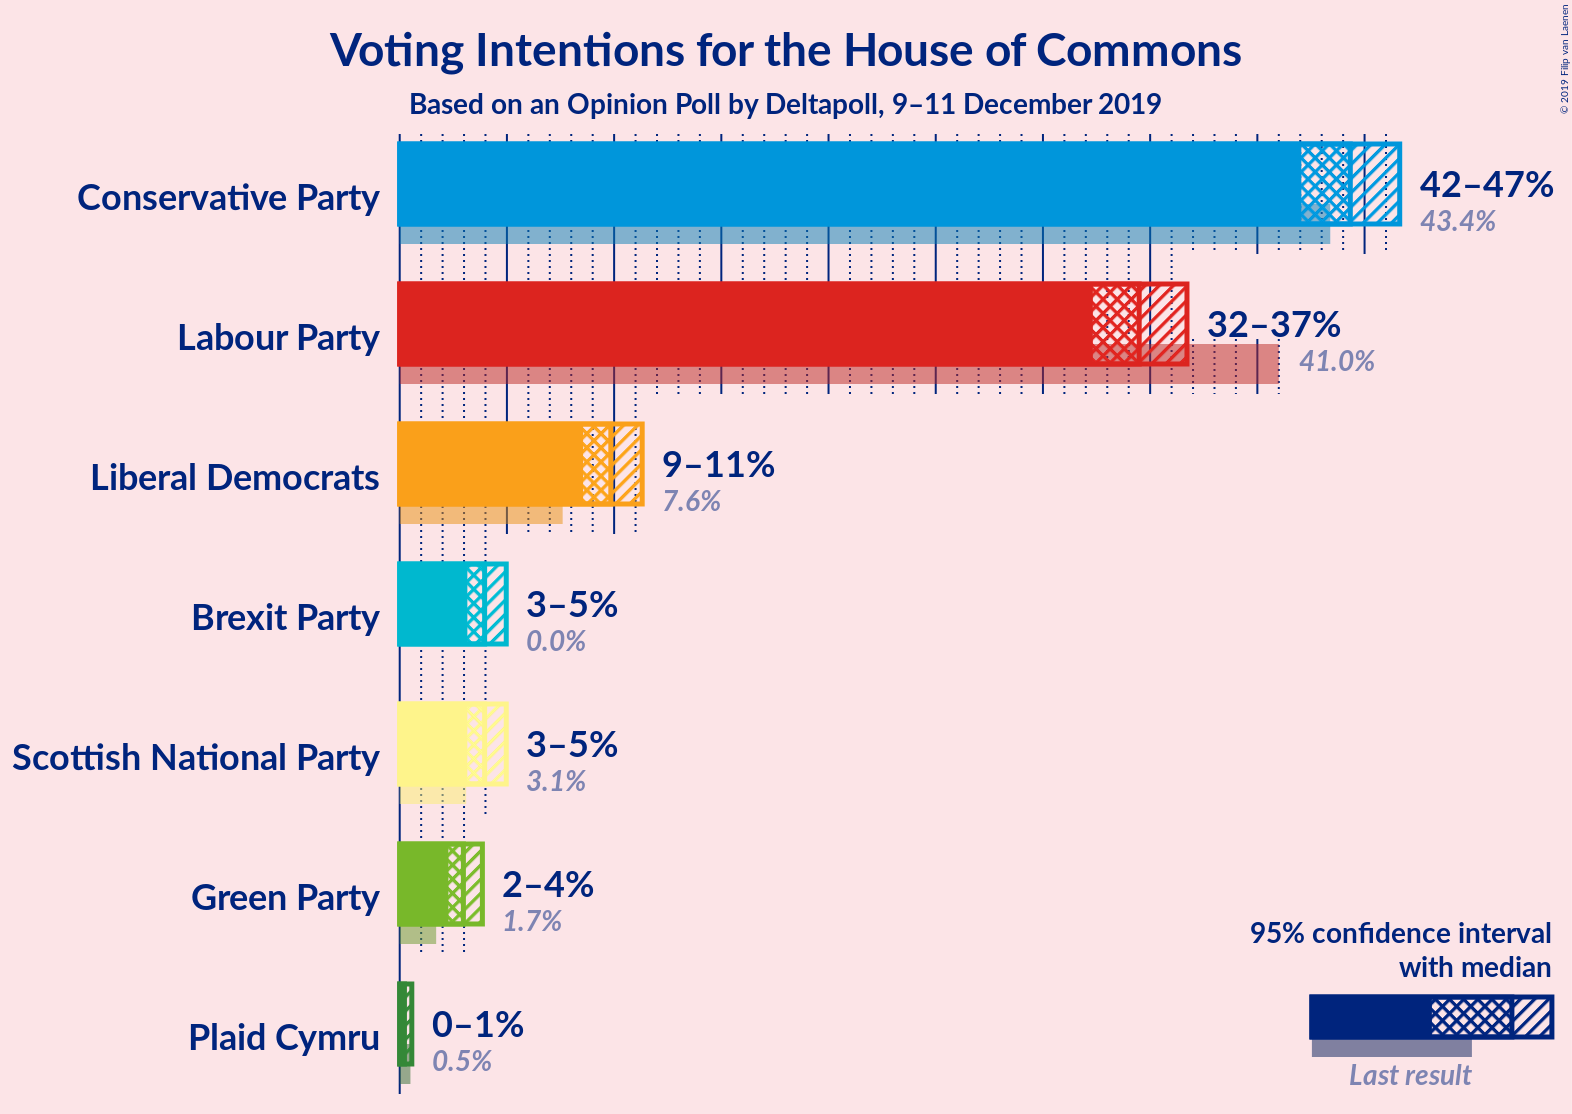 Voting Intentions for the House of Commons
Based on an Opinion Poll by Deltapoll, 9–11 December 2019
© 2019 Filip van Laenen
Conservative Party
42–47%
43.4%
Labour Party
32–37%
41.0%
Liberal Democrats
9–11%
7.6%
Brexit Party
3–5%
0.0%
Scottish National Party
3–5%
3.1%
Green Party
2–4%
1.7%
Plaid Cymru
0–1%
0.5%
95% confidence interval
with median
Last result